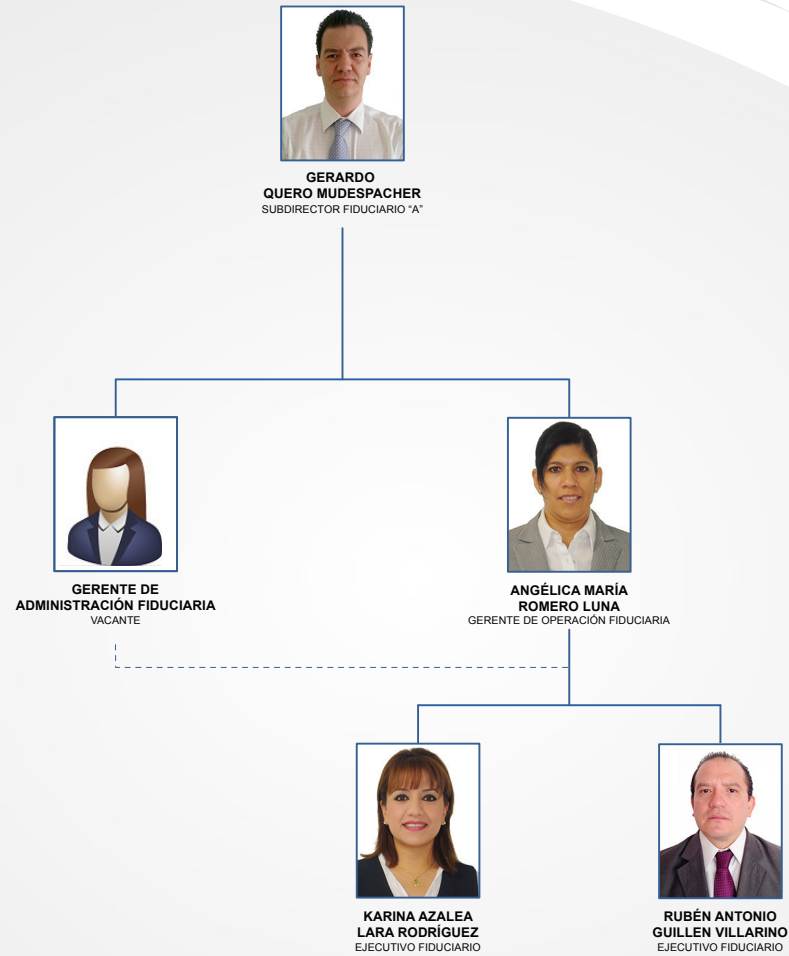 GERARDO
QUERO MUDESPACHER
SUBDIRECTOR FIDUCIARIO “A”
GERENTE DE
ADMINISTRACIÓN FIDUCIARIA
VACANTE
ANGÉLICA MARÍA
ROMERO LUNA
GERENTE DE OPERACIÓN FIDUCIARIA
KARINA AZALEA
LARA RODRÍGUEZ
EJECUTIVO FIDUCIARIO
RUBÉN ANTONIO
GUILLEN VILLARINO
EJECUTIVO FIDUCIARIO